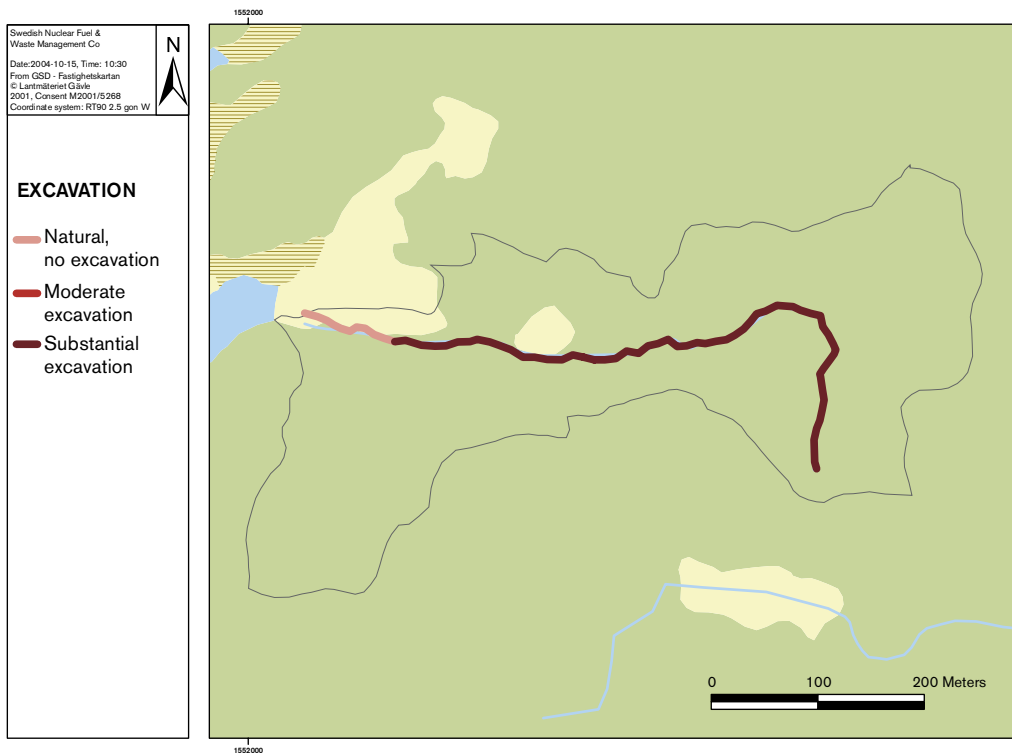 1552000
Swedish Nuclear Fuel &
Waste Management Co
Date:2004-10-15, Time: 10:30
From GSD - Fastighetskartan
© Lantmäteriet Gävle
2001, Consent M2001/5268
Coordinate system: RT90 2.5 gon W
N
EXCAVATION
Natural,
no excavation
Moderate
excavation
Substantial
excavation
0 100 200 Meters
1552000